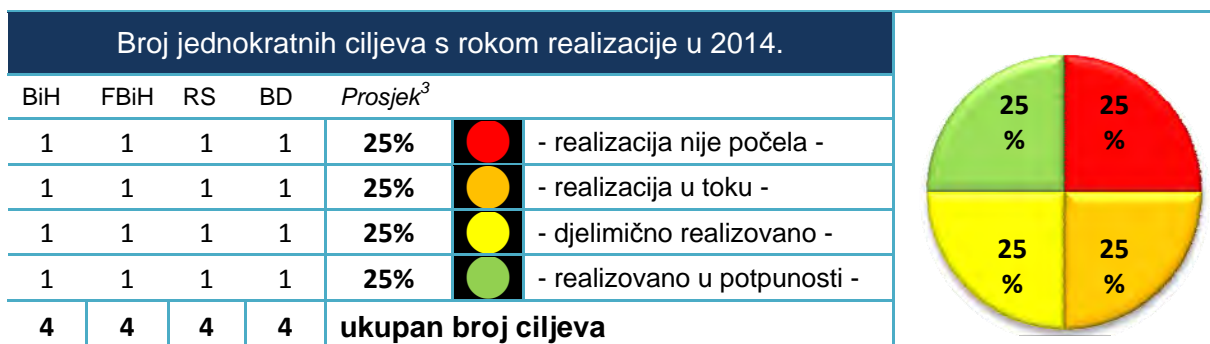 Broj jednokratnih ciljeva s rokom realizacije u 2014.
BiH FBiH RS BD Prosjek³
1 1 1 1 25% - realizacija nije počela -
1 1 1 1 25% - realizacija u toku -
1 1 1 1 25% - djelimično realizovano -
1 1 1 1 25% - realizovano u potpunosti -
4 4 4 4 ukupan broj ciljeva
25 25
% %
25 25
% %